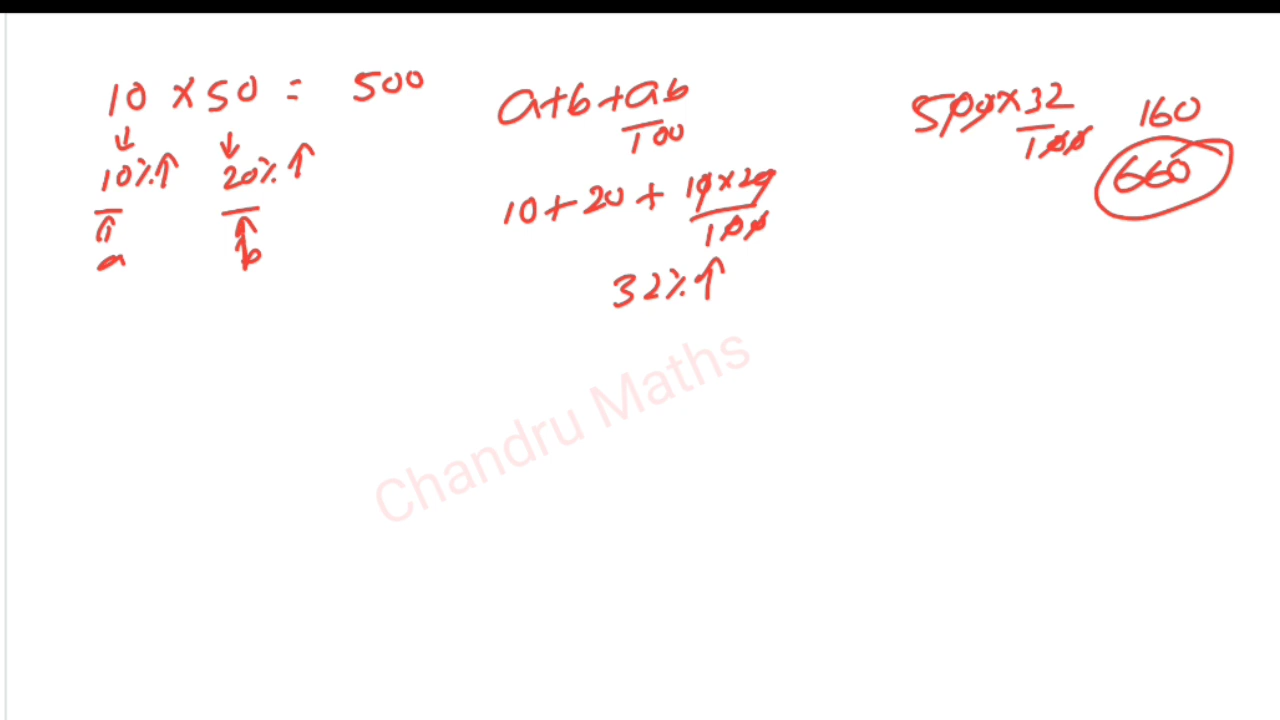 10 × 50 = 500
↓ ↓
10%↑ 20%↑
↑ ↑
a b
a+b+ab/100
10+20+10×20/100
32%↑
500×32/100 160
660
Chandru Maths